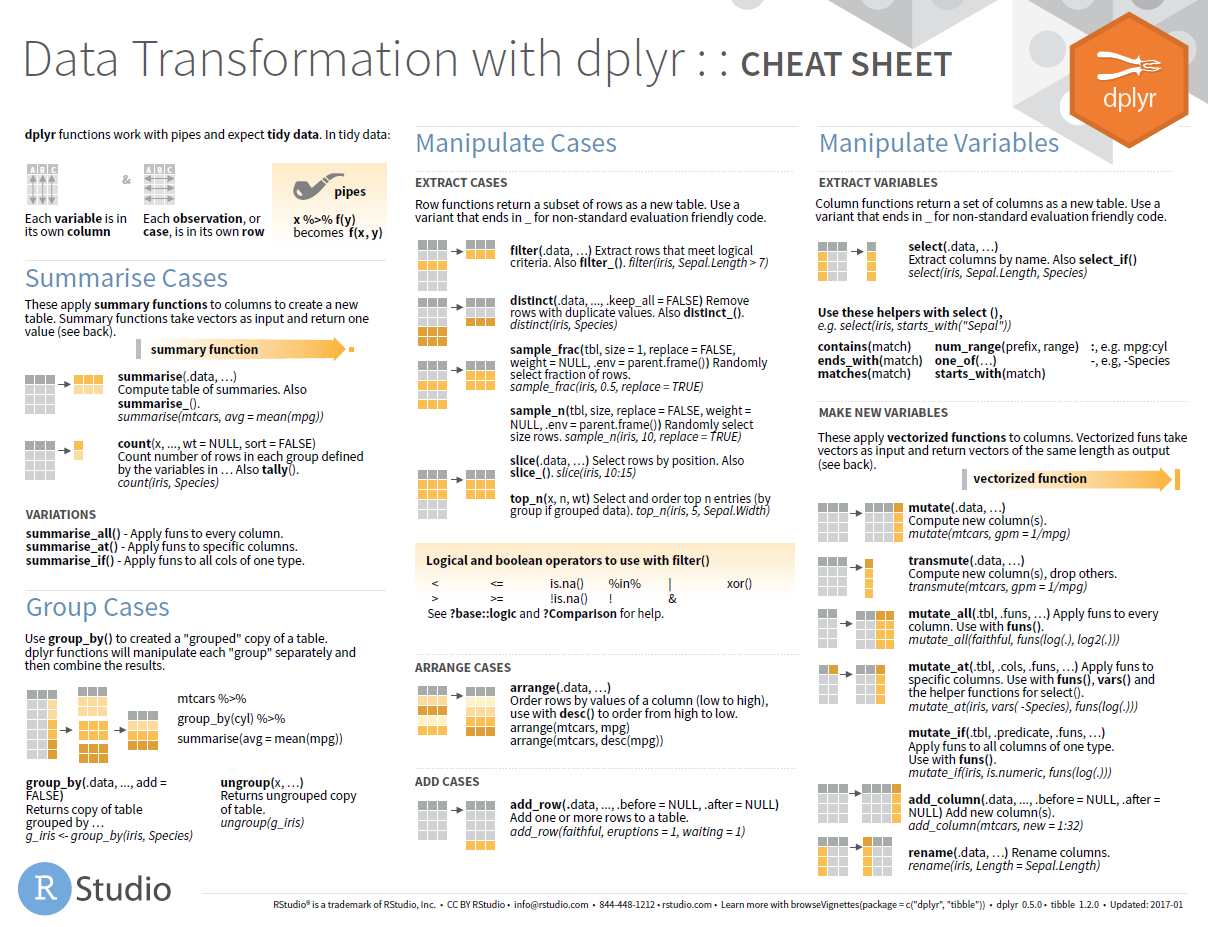 Data Transformation with dplyr : : CHEAT SHEET
dplyr
dplyr functions work with pipes and expect tidy data. In tidy data:
A B C
&
A B C
pipes
Each variable is in
its own column
Each observation, or
case, is in its own row
x %>% f(y)
becomes f(x, y)
Summarise Cases
These apply summary functions to columns to create a new
table. Summary functions take vectors as input and return one
value (see back).
summary function
summarise(.data, …)
Compute table of summaries. Also
summarise_().
summarise(mtcars, avg = mean(mpg))
count(x, ..., wt = NULL, sort = FALSE)
Count number of rows in each group defined
by the variables in … Also tally().
count(iris, Species)
VARIATIONS
summarise_all() - Apply funs to every column.
summarise_at() - Apply funs to specific columns.
summarise_if() - Apply funs to all cols of one type.
Group Cases
Use group_by() to created a "grouped" copy of a table.
dplyr functions will manipulate each "group" separately and
then combine the results.
mtcars %>%
group_by(cyl) %>%
summarise(avg = mean(mpg))
group_by(.data, ..., add =
FALSE)
Returns copy of table
grouped by …
g_iris <- group_by(iris, Species)
ungroup(x, …)
Returns ungrouped copy
of table.
ungroup(g_iris)
Manipulate Cases
EXTRACT CASES
Row functions return a subset of rows as a new table. Use a
variant that ends in _ for non-standard evaluation friendly code.
filter(.data, …) Extract rows that meet logical
criteria. Also filter_(). filter(iris, Sepal.Length > 7)
distinct(.data, ..., .keep_all = FALSE) Remove
rows with duplicate values. Also distinct_().
distinct(iris, Species)
sample_frac(tbl, size = 1, replace = FALSE,
weight = NULL, .env = parent.frame()) Randomly
select fraction of rows.
sample_frac(iris, 0.5, replace = TRUE)
sample_n(tbl, size, replace = FALSE, weight =
NULL, .env = parent.frame()) Randomly select
size rows. sample_n(iris, 10, replace = TRUE)
slice(.data, …) Select rows by position. Also
slice_(). slice(iris, 10:15)
top_n(x, n, wt) Select and order top n entries (by
group if grouped data). top_n(iris, 5, Sepal.Width)
Logical and boolean operators to use with filter()
< <= is.na() %in% | xor()
> >= !is.na() ! &
See ?base::logic and ?Comparison for help.
ARRANGE CASES
arrange(.data, …)
Order rows by values of a column (low to high),
use with desc() to order from high to low.
arrange(mtcars, mpg)
arrange(mtcars, desc(mpg))
ADD CASES
add_row(.data, ..., .before = NULL, .after = NULL)
Add one or more rows to a table.
add_row(faithful, eruptions = 1, waiting = 1)
Manipulate Variables
EXTRACT VARIABLES
Column functions return a set of columns as a new table. Use a
variant that ends in _ for non-standard evaluation friendly code.
select(.data, …)
Extract columns by name. Also select_if()
select(iris, Sepal.Length, Species)
Use these helpers with select (),
e.g. select(iris, starts_with("Sepal"))
contains(match) num_range(prefix, range) :, e.g. mpg:cyl
ends_with(match) one_of(…) -, e.g, -Species
matches(match) starts_with(match)
MAKE NEW VARIABLES
These apply vectorized functions to columns. Vectorized funs take
vectors as input and return vectors of the same length as output
(see back).
vectorized function
mutate(.data, …)
Compute new column(s).
mutate(mtcars, gpm = 1/mpg)
transmute(.data, …)
Compute new column(s), drop others.
transmute(mtcars, gpm = 1/mpg)
mutate_all(.tbl, .funs, …) Apply funs to every
column. Use with funs().
mutate_all(faithful, funs(log(.), log2(.)))
mutate_at(.tbl, .cols, .funs, …) Apply funs to
specific columns. Use with funs(), vars() and
the helper functions for select().
mutate_at(iris, vars( -Species), funs(log(.)))
mutate_if(.tbl, .predicate, .funs, …)
Apply funs to all columns of one type.
Use with funs().
mutate_if(iris, is.numeric, funs(log(.)))
add_column(.data, ..., .before = NULL, .after =
NULL) Add new column(s).
add_column(mtcars, new = 1:32)
rename(.data, …) Rename columns.
rename(iris, Length = Sepal.Length)
R Studio
RStudio® is a trademark of RStudio, Inc. • CC BY RStudio • info@rstudio.com • 844-448-1212 • rstudio.com • Learn more with browseVignettes(package = c("dplyr", "tibble")) • dplyr 0.5.0 • tibble 1.2.0 • Updated: 2017-01